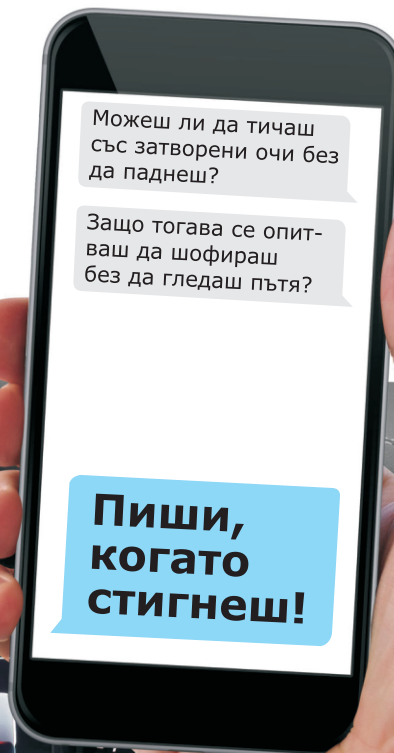 Можеш ли да тичаш
със затворени очи без
да паднеш?
Защо тогава се опит-
ваш да шофираш
без да гледаш пътя?
Пиши,
когато
стигнеш!